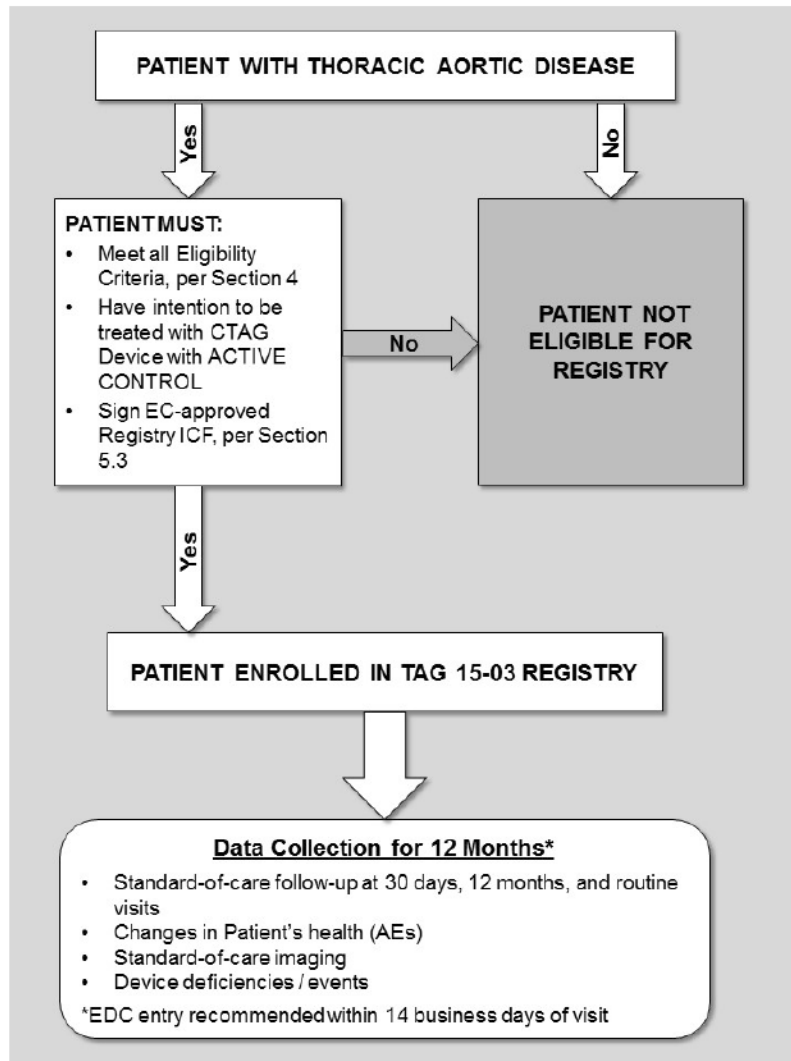 PATIENT WITH THORACIC AORTIC DISEASE
Yes
No
PATIENT MUST:
• Meet all Eligibility
Criteria, per Section 4
• Have intention to be
treated with CTAG
Device with ACTIVE
CONTROL
• Sign EC-approved
Registry ICF, per Section
5.3
No
PATIENT NOT
ELIGIBLE FOR
REGISTRY
Yes
PATIENT ENROLLED IN TAG 15-03 REGISTRY
Data Collection for 12 Months*
• Standard-of-care follow-up at 30 days, 12 months, and routine
visits
• Changes in Patient's health (AEs)
• Standard-of-care imaging
• Device deficiencies / events
*EDC entry recommended within 14 business days of visit